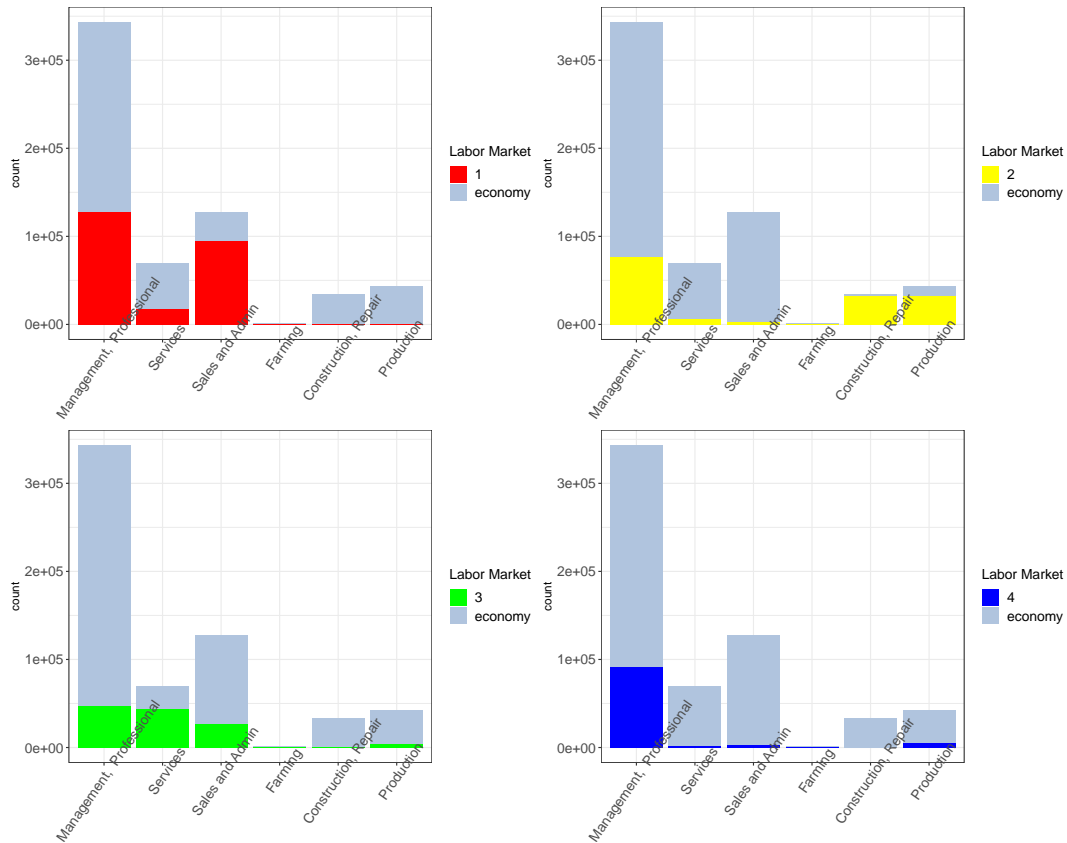 count
3e+05
2e+05
1e+05
0e+00
Management, Professional
Services
Sales and Admin
Farming
Construction, Repair
Production
Labor Market
1
economy
count
3e+05
2e+05
1e+05
0e+00
Management, Professional
Services
Sales and Admin
Farming
Construction, Repair
Production
Labor Market
2
economy
count
3e+05
2e+05
1e+05
0e+00
Management, Professional
Services
Sales and Admin
Farming
Construction, Repair
Production
Labor Market
3
economy
count
3e+05
2e+05
1e+05
0e+00
Management, Professional
Services
Sales and Admin
Farming
Construction, Repair
Production
Labor Market
4
economy